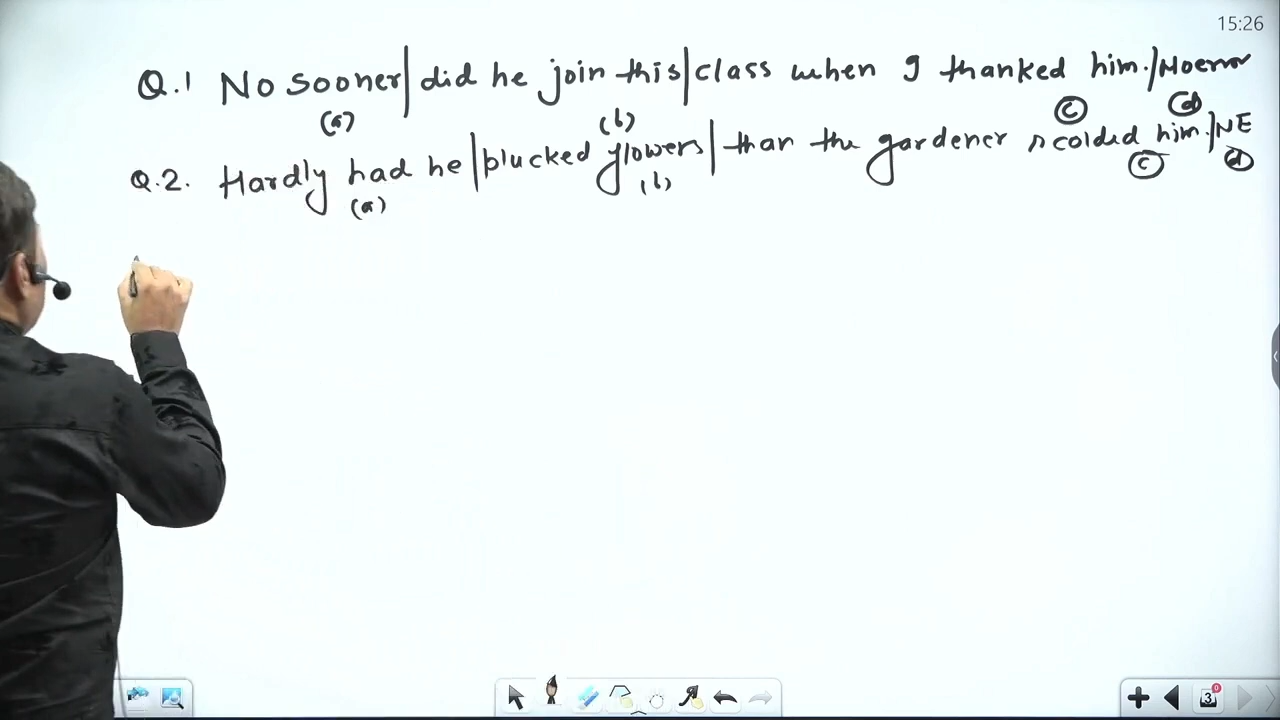 15:26
Q.1 No sooner/ did he join this/ class when I thanked him./ No error
(a) (b) (c) (d)
Q.2. Hardly had he/ plucked flowers/ than the gardener scolded him./ NE
(a) (b) (c) (d)
3